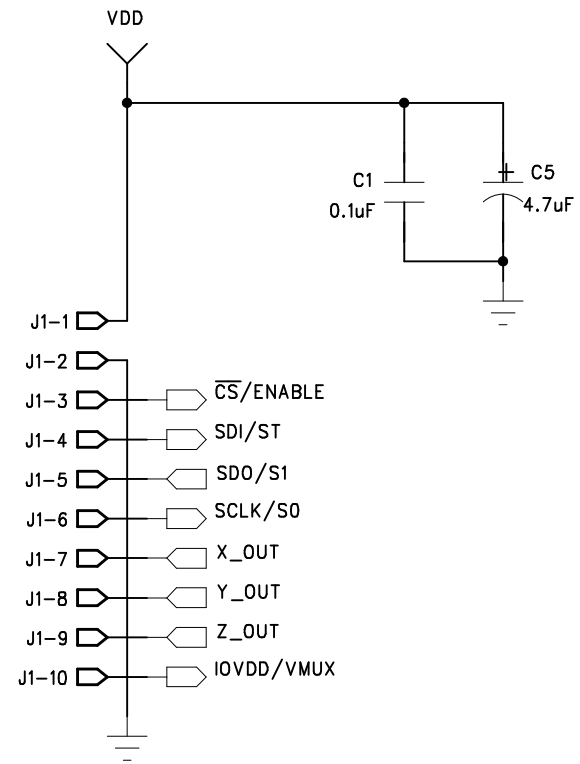 VDD
C1
0.1uF
+ C5
4.7uF
J1-1
J1-2
J1-3 C̅S̅/ENABLE
J1-4 SDI/ST
J1-5 SDO/S1
J1-6 SCLK/S0
J1-7 X_OUT
J1-8 Y_OUT
J1-9 Z_OUT
J1-10 IOVDD/VMUX